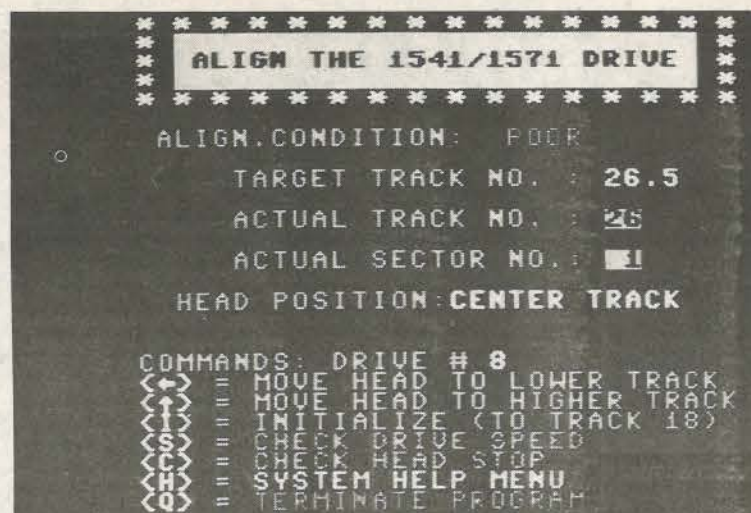 * * * * * * * * * * * * * * *
ALIGN THE 1541/1571 DRIVE
* * * * * * * * * * * * * * *
ALIGN.CONDITION: POOR
TARGET TRACK NO. : 26.5
ACTUAL TRACK NO. : 26
ACTUAL SECTOR NO.: 1
HEAD POSITION:CENTER TRACK
COMMANDS: DRIVE # 8
<←> = MOVE HEAD TO LOWER TRACK
<↑> = MOVE HEAD TO HIGHER TRACK
<I> = INITIALIZE (TO TRACK 18)
<S> = CHECK DRIVE SPEED
<C> = CHECK HEAD STOP
<H> = SYSTEM HELP MENU
<Q> = TERMINATE PROGRAM